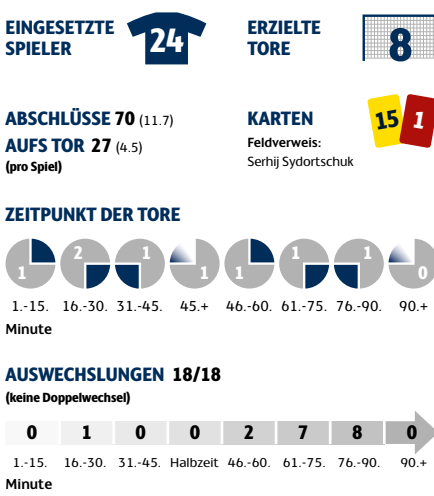 EINGESETZTE
SPIELER
24
ERZIELTE
TORE
8
ABSCHLÜSSE 70 (11.7)
AUFS TOR 27 (4.5)
(pro Spiel)
KARTEN
15 1
Feldverweis:
Serhij Sydortschuk
ZEITPUNKT DER TORE
1 2 1 1 1 1 1 0
1.-15. 16.-30. 31.-45. 45.+ 46.-60. 61.-75. 76.-90. 90.+
Minute
AUSWECHSLUNGEN 18/18
(keine Doppelwechsel)
0 1 0 0 2 7 8 0
1.-15. 16.-30. 31.-45. Halbzeit 46.-60. 61.-75. 76.-90. 90.+
Minute